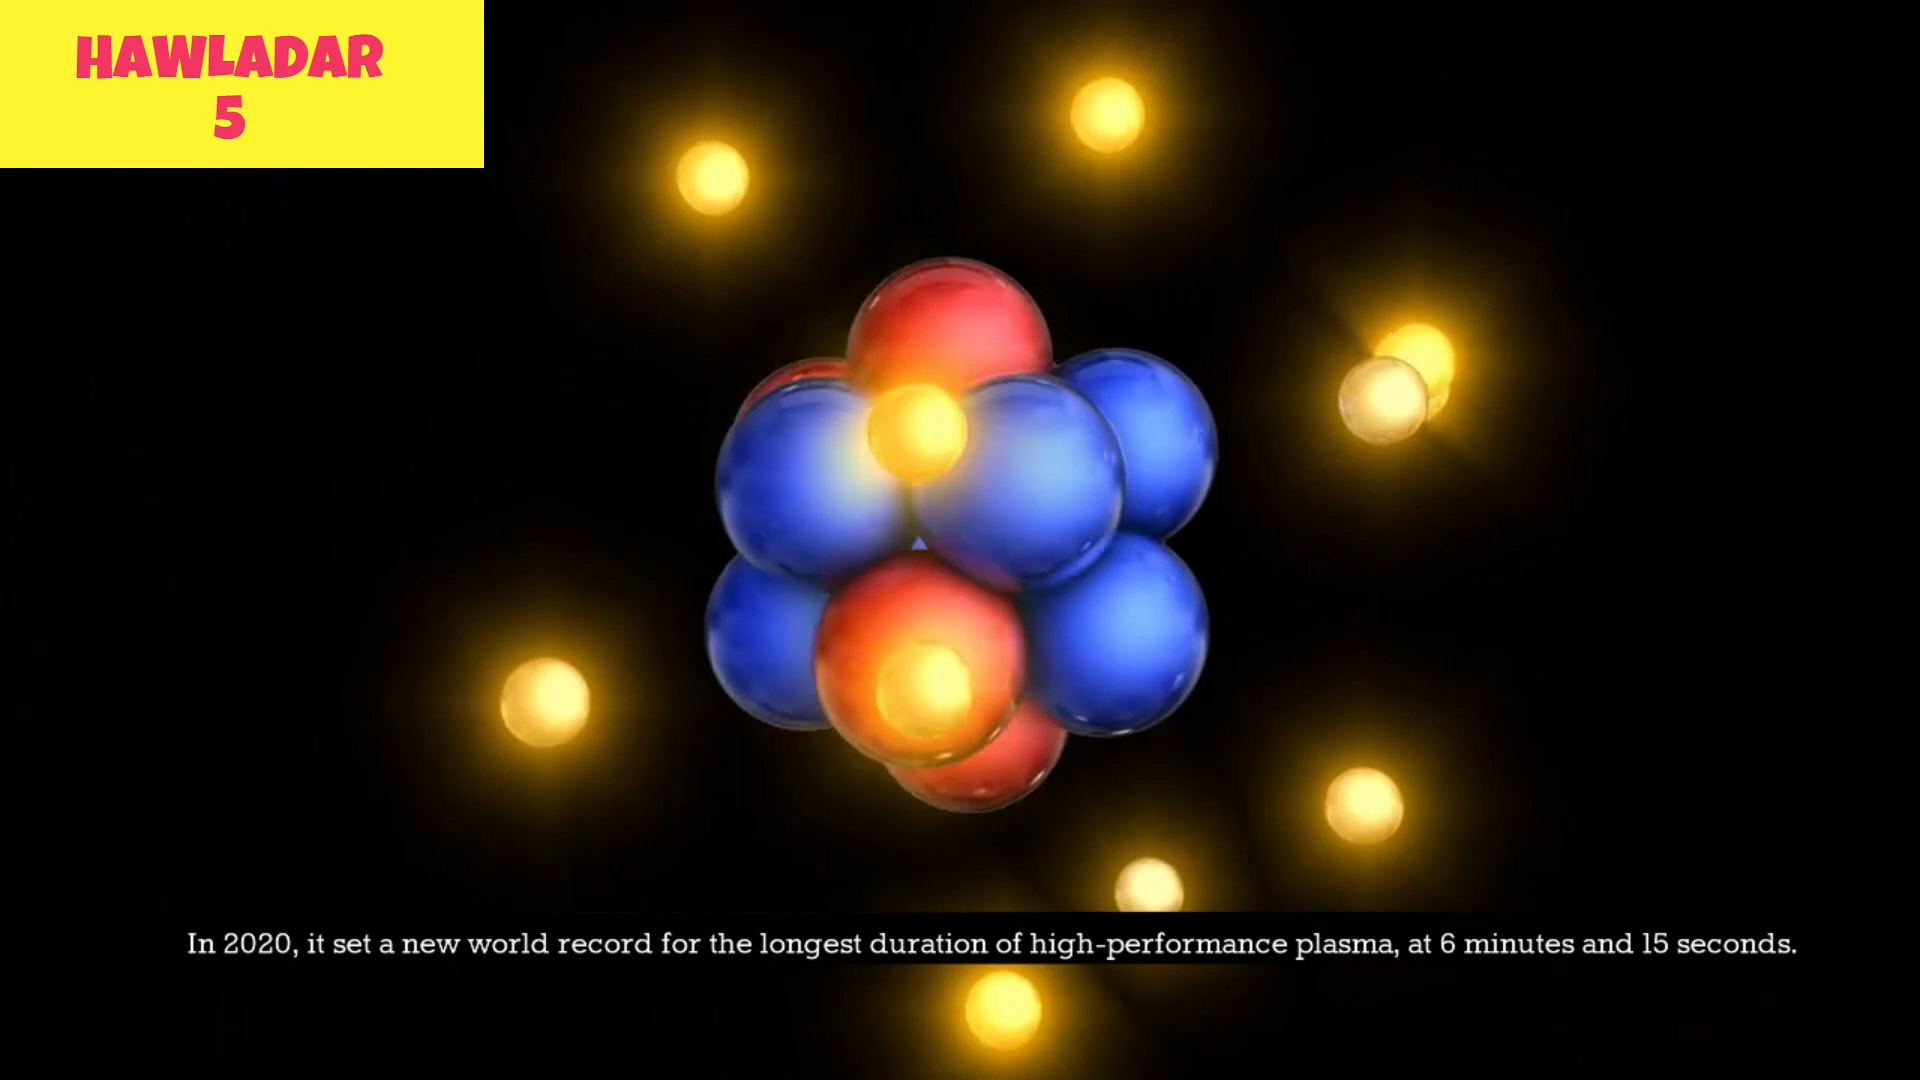 HAWLADAR
5
In 2020, it set a new world record for the longest duration of high-performance plasma, at 6 minutes and 15 seconds.